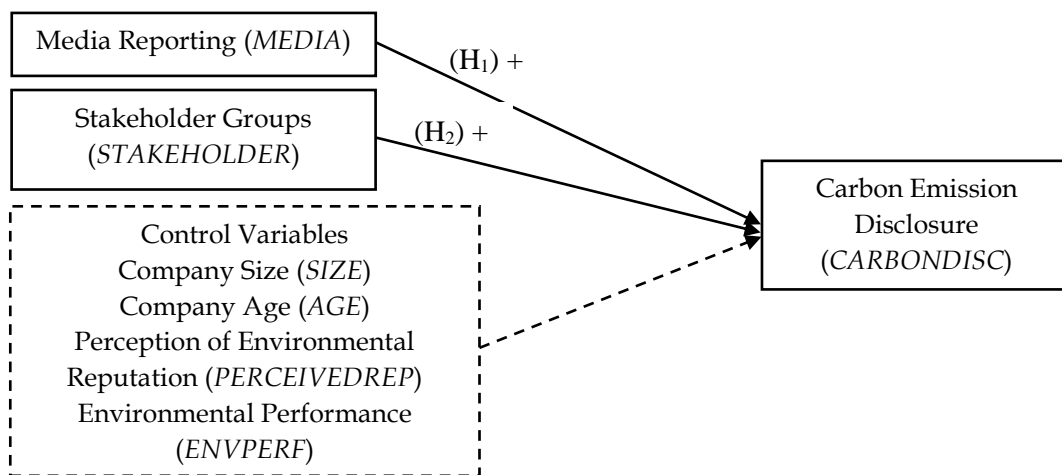 Media Reporting (MEDIA)
(H₁) +
Stakeholder Groups
(STAKEHOLDER)
(H₂) +
Control Variables
Company Size (SIZE)
Company Age (AGE)
Perception of Environmental
Reputation (PERCEIVEDREP)
Environmental Performance
(ENVPERF)
Carbon Emission
Disclosure
(CARBONDISC)